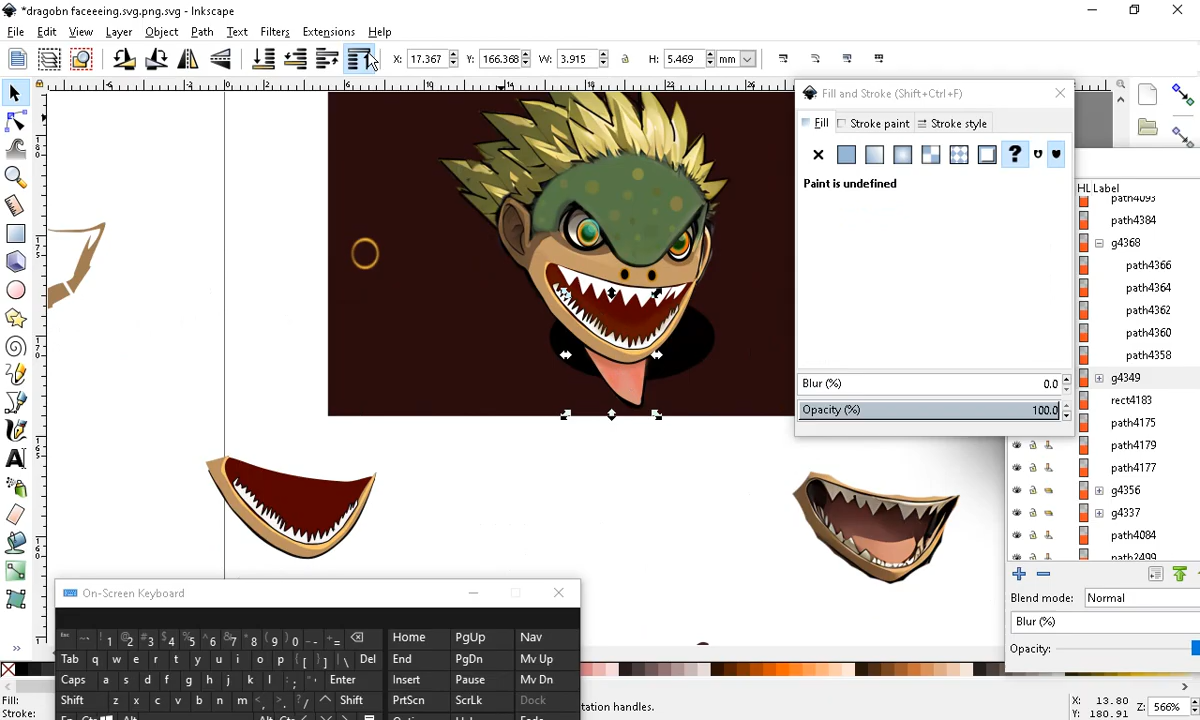 *dragobn faceeeing.svg.png.svg - Inkscape
File Edit View Layer Object Path Text Filters Extensions Help
X: 17.367 Y: 166.368 W: 3.915 H: 5.469 mm
Fill and Stroke (Shift+Ctrl+F)
Fill Stroke paint Stroke style
Paint is undefined
Blur (%) 0.0
Opacity (%) 100.0
HL Label
path4093
path4384
g4368
path4366
path4364
path4362
path4360
path4358
g4349
rect4183
path4175
path4179
path4177
g4356
g4337
path4084
path2499
Blend mode: Normal
Blur (%)
Opacity:
On-Screen Keyboard
Home PgUp Nav
Tab q w e r t y u i o p [ ] \ Del End PgDn Mv Up
Caps a s d f g h j k l Enter Insert Pause Mv Dn
Shift z x c v b n m Shift PrtScn ScrLk Dock
Fill:
Stroke:
tation handles.
X: 13.80
Y: 180.91
Z: 566%